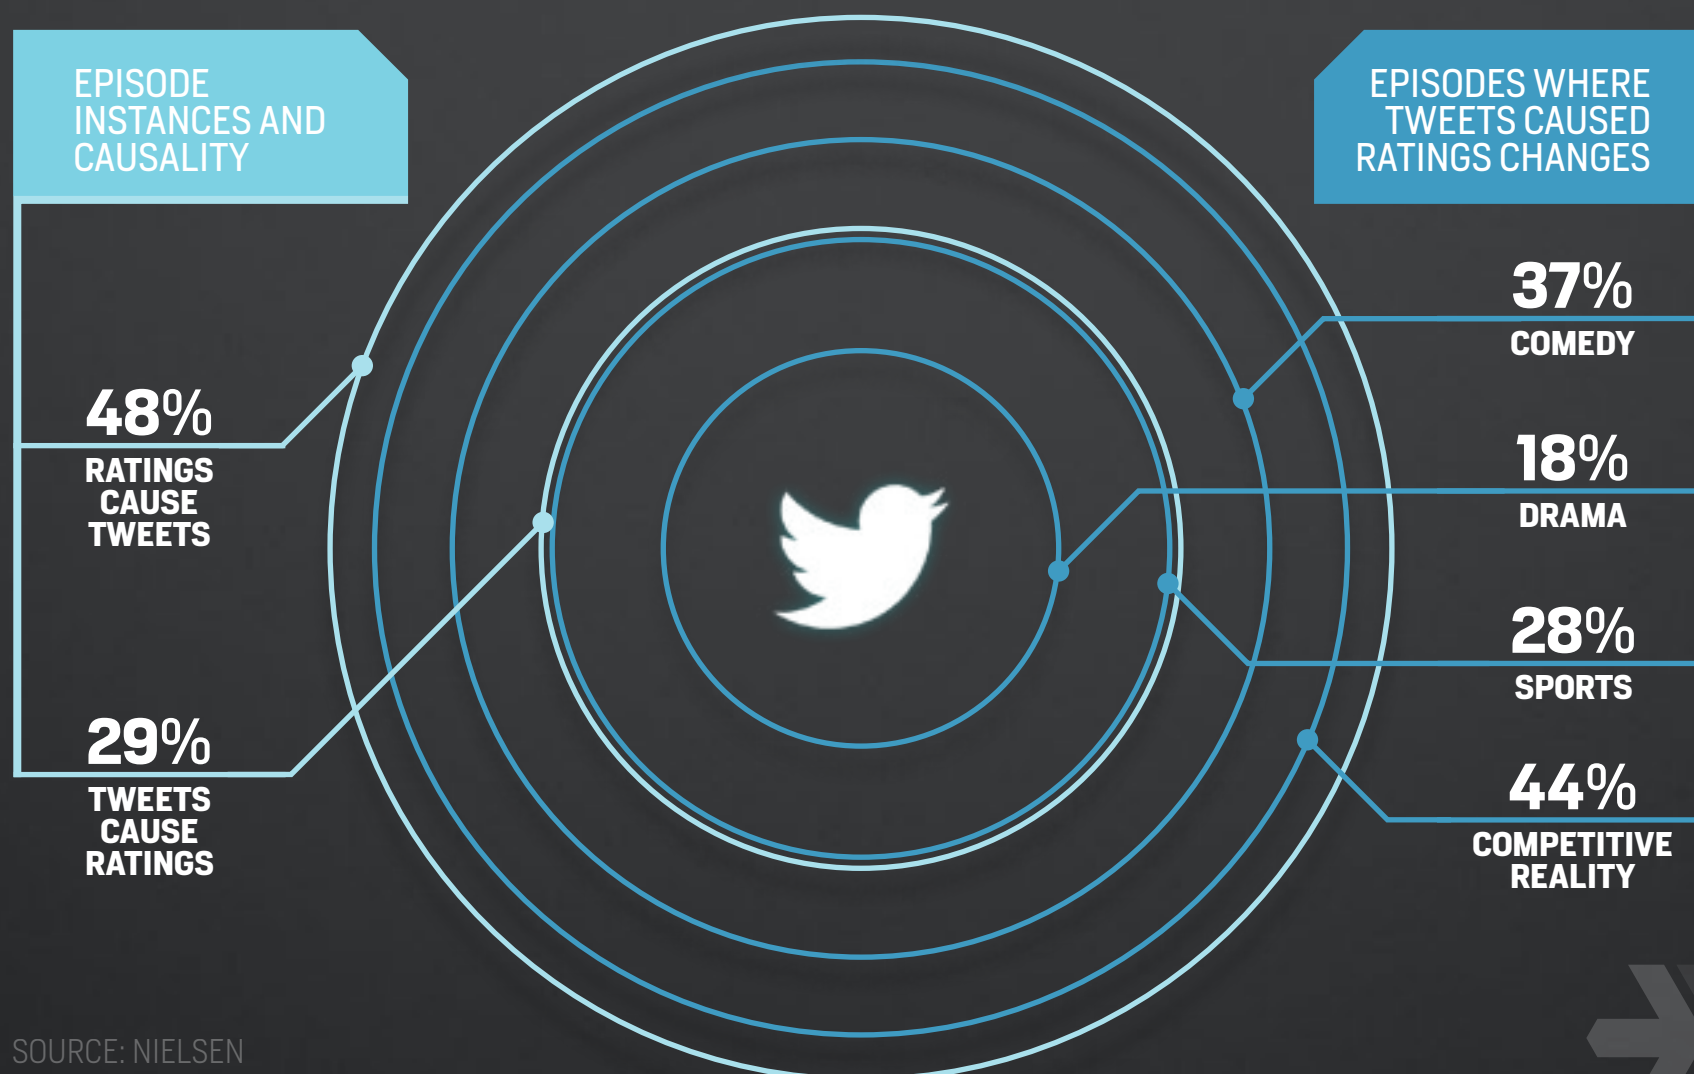 EPISODE
INSTANCES AND
CAUSALITY
48%
RATINGS
CAUSE
TWEETS
29%
TWEETS
CAUSE
RATINGS
EPISODES WHERE
TWEETS CAUSED
RATINGS CHANGES
37%
COMEDY
18%
DRAMA
28%
SPORTS
44%
COMPETITIVE
REALITY
SOURCE: NIELSEN